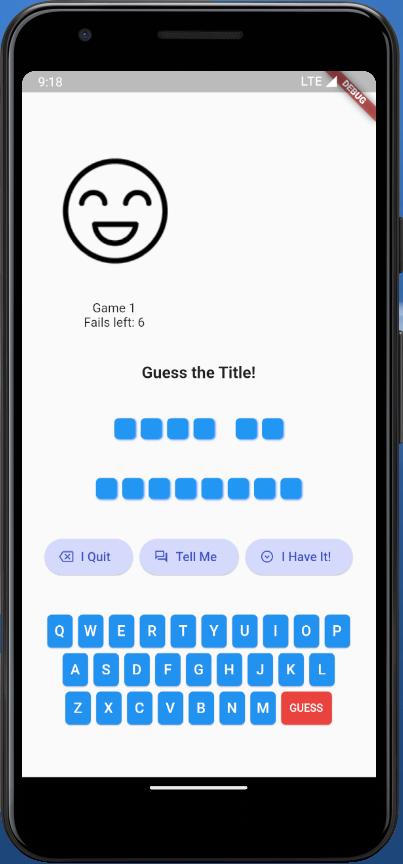 9:18 LTE
DEBUG
Game 1
Fails left: 6
Guess the Title!
I Quit Tell Me I Have It!
Q W E R T Y U I O P
A S D F G H J K L
Z X C V B N M GUESS